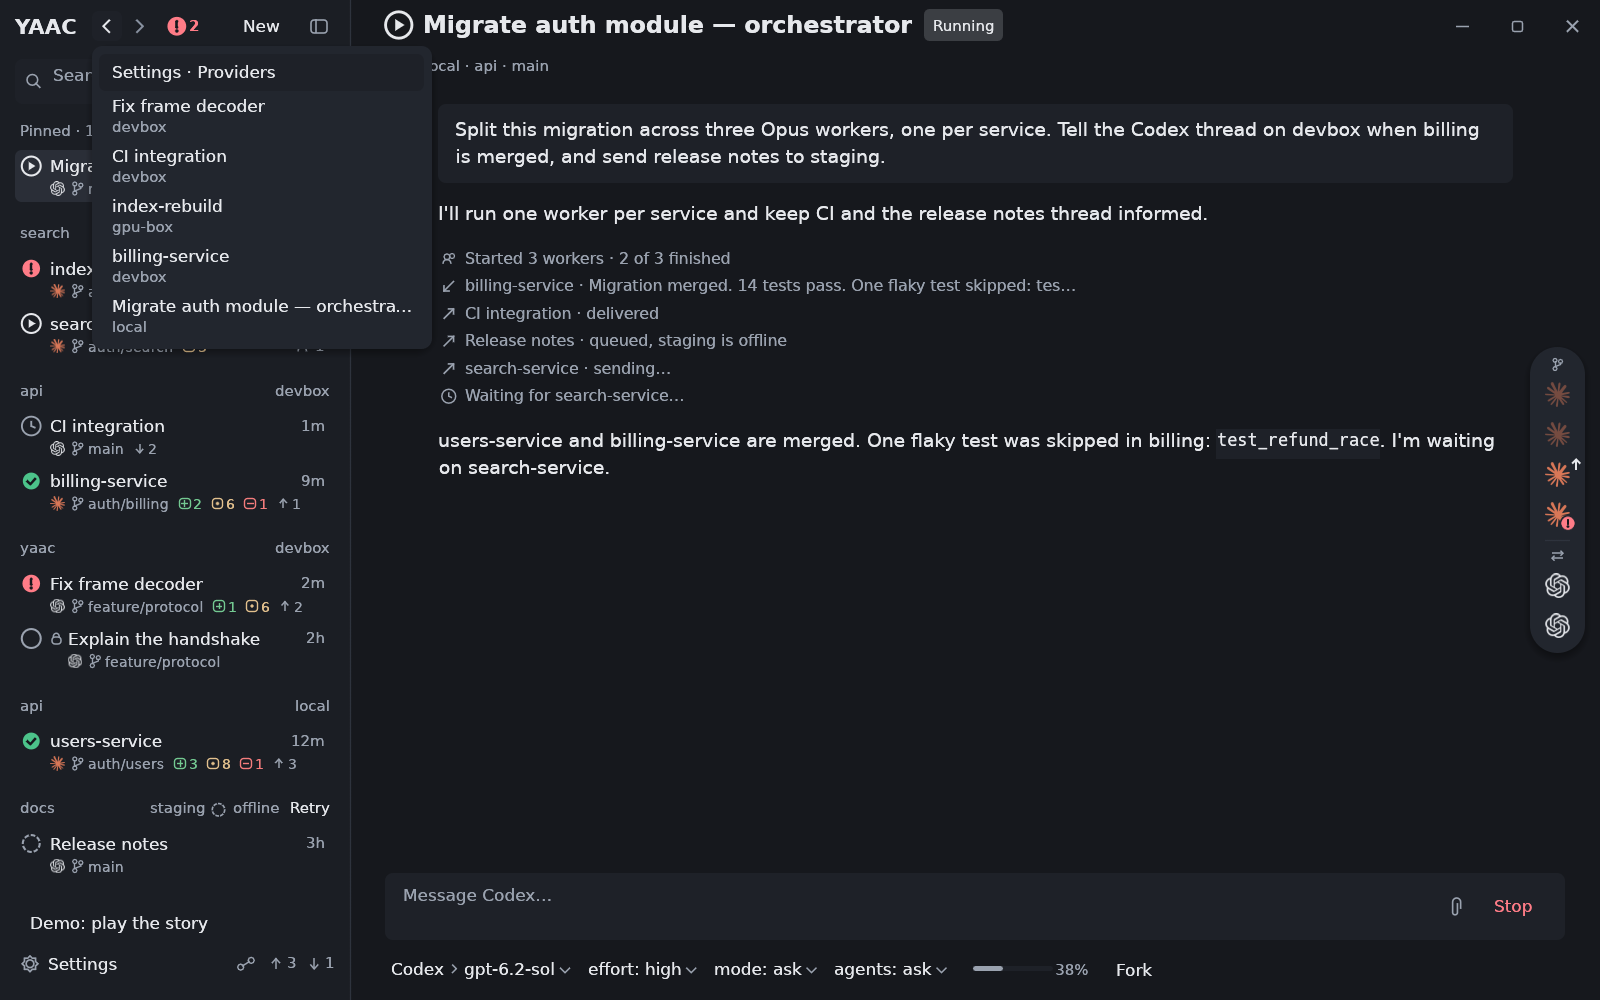 YAAC
2
New
Sear
Pinned · 1
Migra
search
index
searc
auth/search
api devbox
CI integration 1m
main ↓2
billing-service 9m
auth/billing 2 6 1 ↑1
yaac devbox
Fix frame decoder 2m
feature/protocol 1 6 ↑2
Explain the handshake 2h
feature/protocol
api local
users-service 12m
auth/users 3 8 1 ↑3
docs staging offline Retry
Release notes 3h
main
Demo: play the story
Settings ↑3 ↓1
Settings · Providers
Fix frame decoder
devbox
CI integration
devbox
index-rebuild
gpu-box
billing-service
devbox
Migrate auth module — orchestra…
local
Migrate auth module — orchestrator Running
ocal · api · main
Split this migration across three Opus workers, one per service. Tell the Codex thread on devbox when billing
is merged, and send release notes to staging.
I'll run one worker per service and keep CI and the release notes thread informed.
Started 3 workers · 2 of 3 finished
billing-service · Migration merged. 14 tests pass. One flaky test skipped: tes…
CI integration · delivered
Release notes · queued, staging is offline
search-service · sending…
Waiting for search-service…
users-service and billing-service are merged. One flaky test was skipped in billing: test_refund_race. I'm waiting
on search-service.
Message Codex…
Stop
Codex gpt-6.2-sol effort: high mode: ask agents: ask 38% Fork